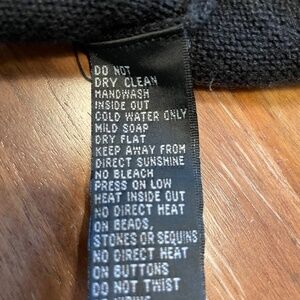 DO NOT
DRY CLEAN
HANDWASH
INSIDE OUT
COLD WATER ONLY
MILD SOAP
DRY FLAT
KEEP AWAY FROM
DIRECT SUNSHINE
NO BLEACH
PRESS ON LOW
HEAT INSIDE OUT
NO DIRECT HEAT
ON BEADS,
STONES OR SEQUINS
NO DIRECT HEAT
ON BUTTONS
DO NOT TWIST